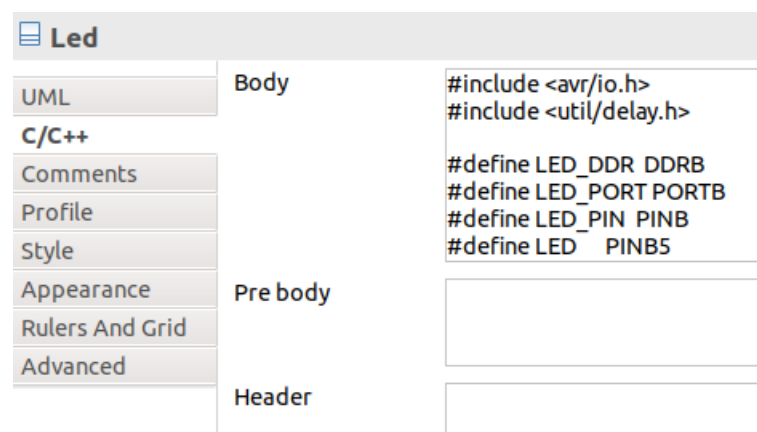 Led
UML
C/C++
Comments
Profile
Style
Appearance
Rulers And Grid
Advanced
Body
#include <avr/io.h>
#include <util/delay.h>
#define LED_DDR DDRB
#define LED_PORT PORTB
#define LED_PIN PINB
#define LED PINB5
Pre body
Header